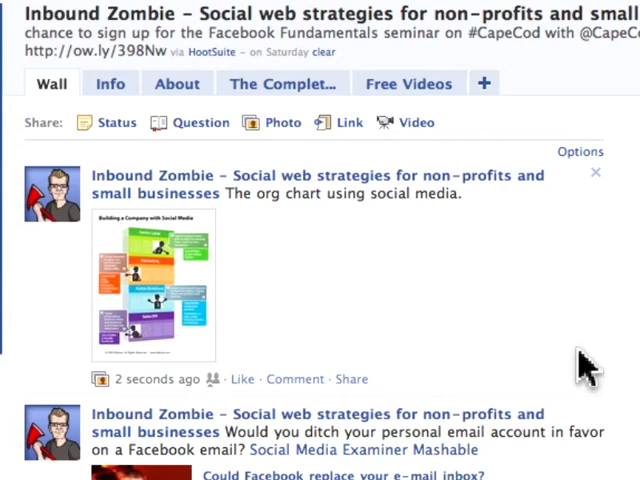 Inbound Zombie - Social web strategies for non-profits and small
chance to sign up for the Facebook Fundamentals seminar on #CapeCod with @CapeCo
http://ow.ly/398Nw via HootSuite - on Saturday clear
Wall Info About The Complet... Free Videos +
Share: Status Question Photo Link Video
Options
Inbound Zombie - Social web strategies for non-profits and
small businesses The org chart using social media.
Building a Company with Social Media
2 seconds ago · Like · Comment · Share
Inbound Zombie - Social web strategies for non-profits and
small businesses Would you ditch your personal email account in favor
on a Facebook email? Social Media Examiner Mashable
Could Facebook replace your e-mail inbox?